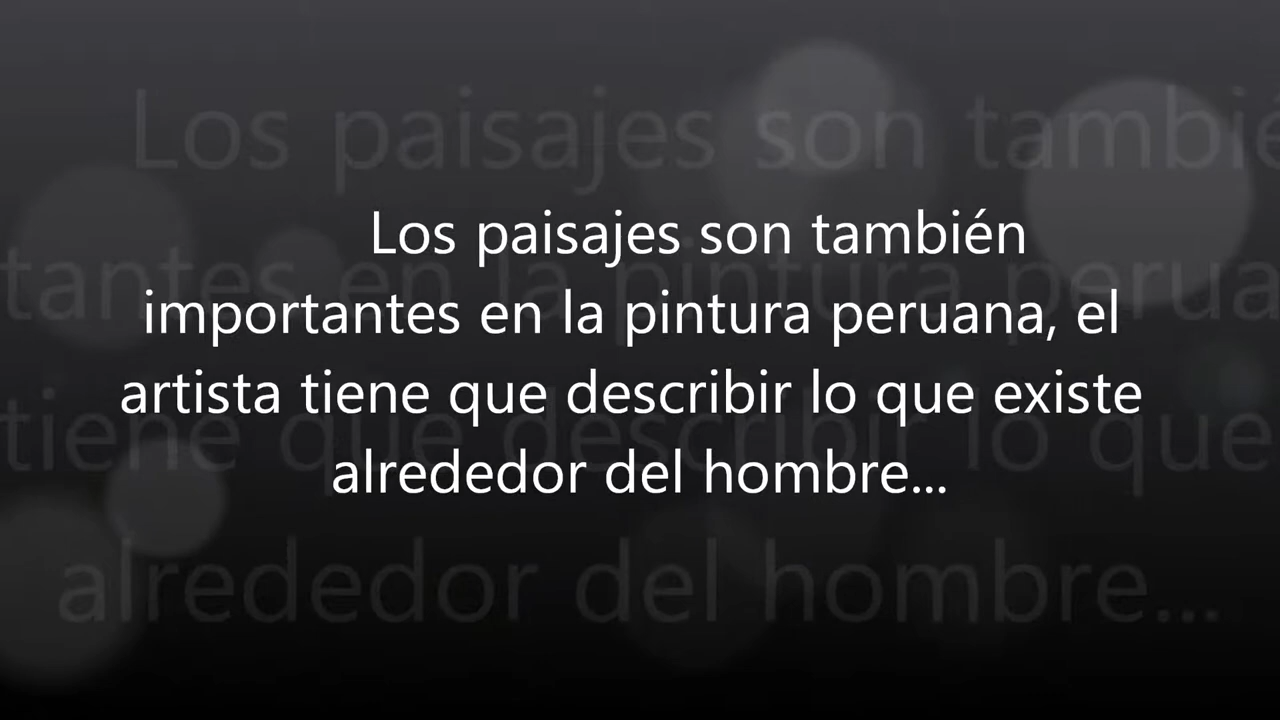 Los paisajes son también
importantes en la pintura peruana, el
artista tiene que describir lo que existe
alrededor del hombre...